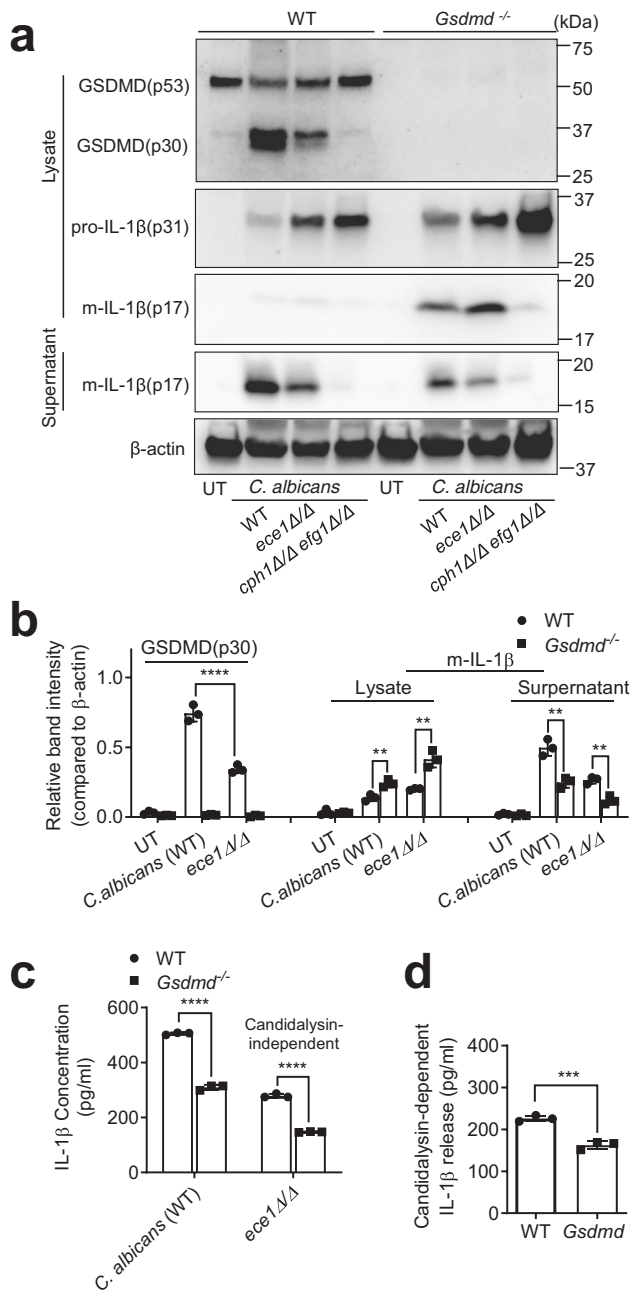 a
WT
Gsdmd -/-
(kDa)
Lysate
GSDMD(p53)
GSDMD(p30)
75
50
37
25
pro-IL-1β(p31)
37
25
m-IL-1β(p17)
20
17
Supernatant
m-IL-1β(p17)
20
15
β-actin
37
UT
C. albicans
UT
C. albicans
WT
ece1Δ/Δ
cph1Δ/Δ efg1Δ/Δ
WT
ece1Δ/Δ
cph1Δ/Δ efg1Δ/Δ
b
WT
Gsdmd-/-
GSDMD(p30)
m-IL-1β
Lysate
Surpernatant
Relative band intensity
(compared to β-actin)
1.0
0.5
0.0
****
**
**
**
**
UT
C.albicans (WT)
ece1Δ/Δ
UT
C.albicans (WT)
ece1Δ/Δ
UT
C.albicans (WT)
ece1Δ/Δ
c
WT
Gsdmd-/-
IL-1β Concentration
(pg/ml)
600
400
200
0
****
Candidalysin-
independent
****
C. albicans (WT)
ece1Δ/Δ
d
Candidalysin-dependent
IL-1β release (pg/ml)
400
300
200
100
0
***
WT
Gsdmd